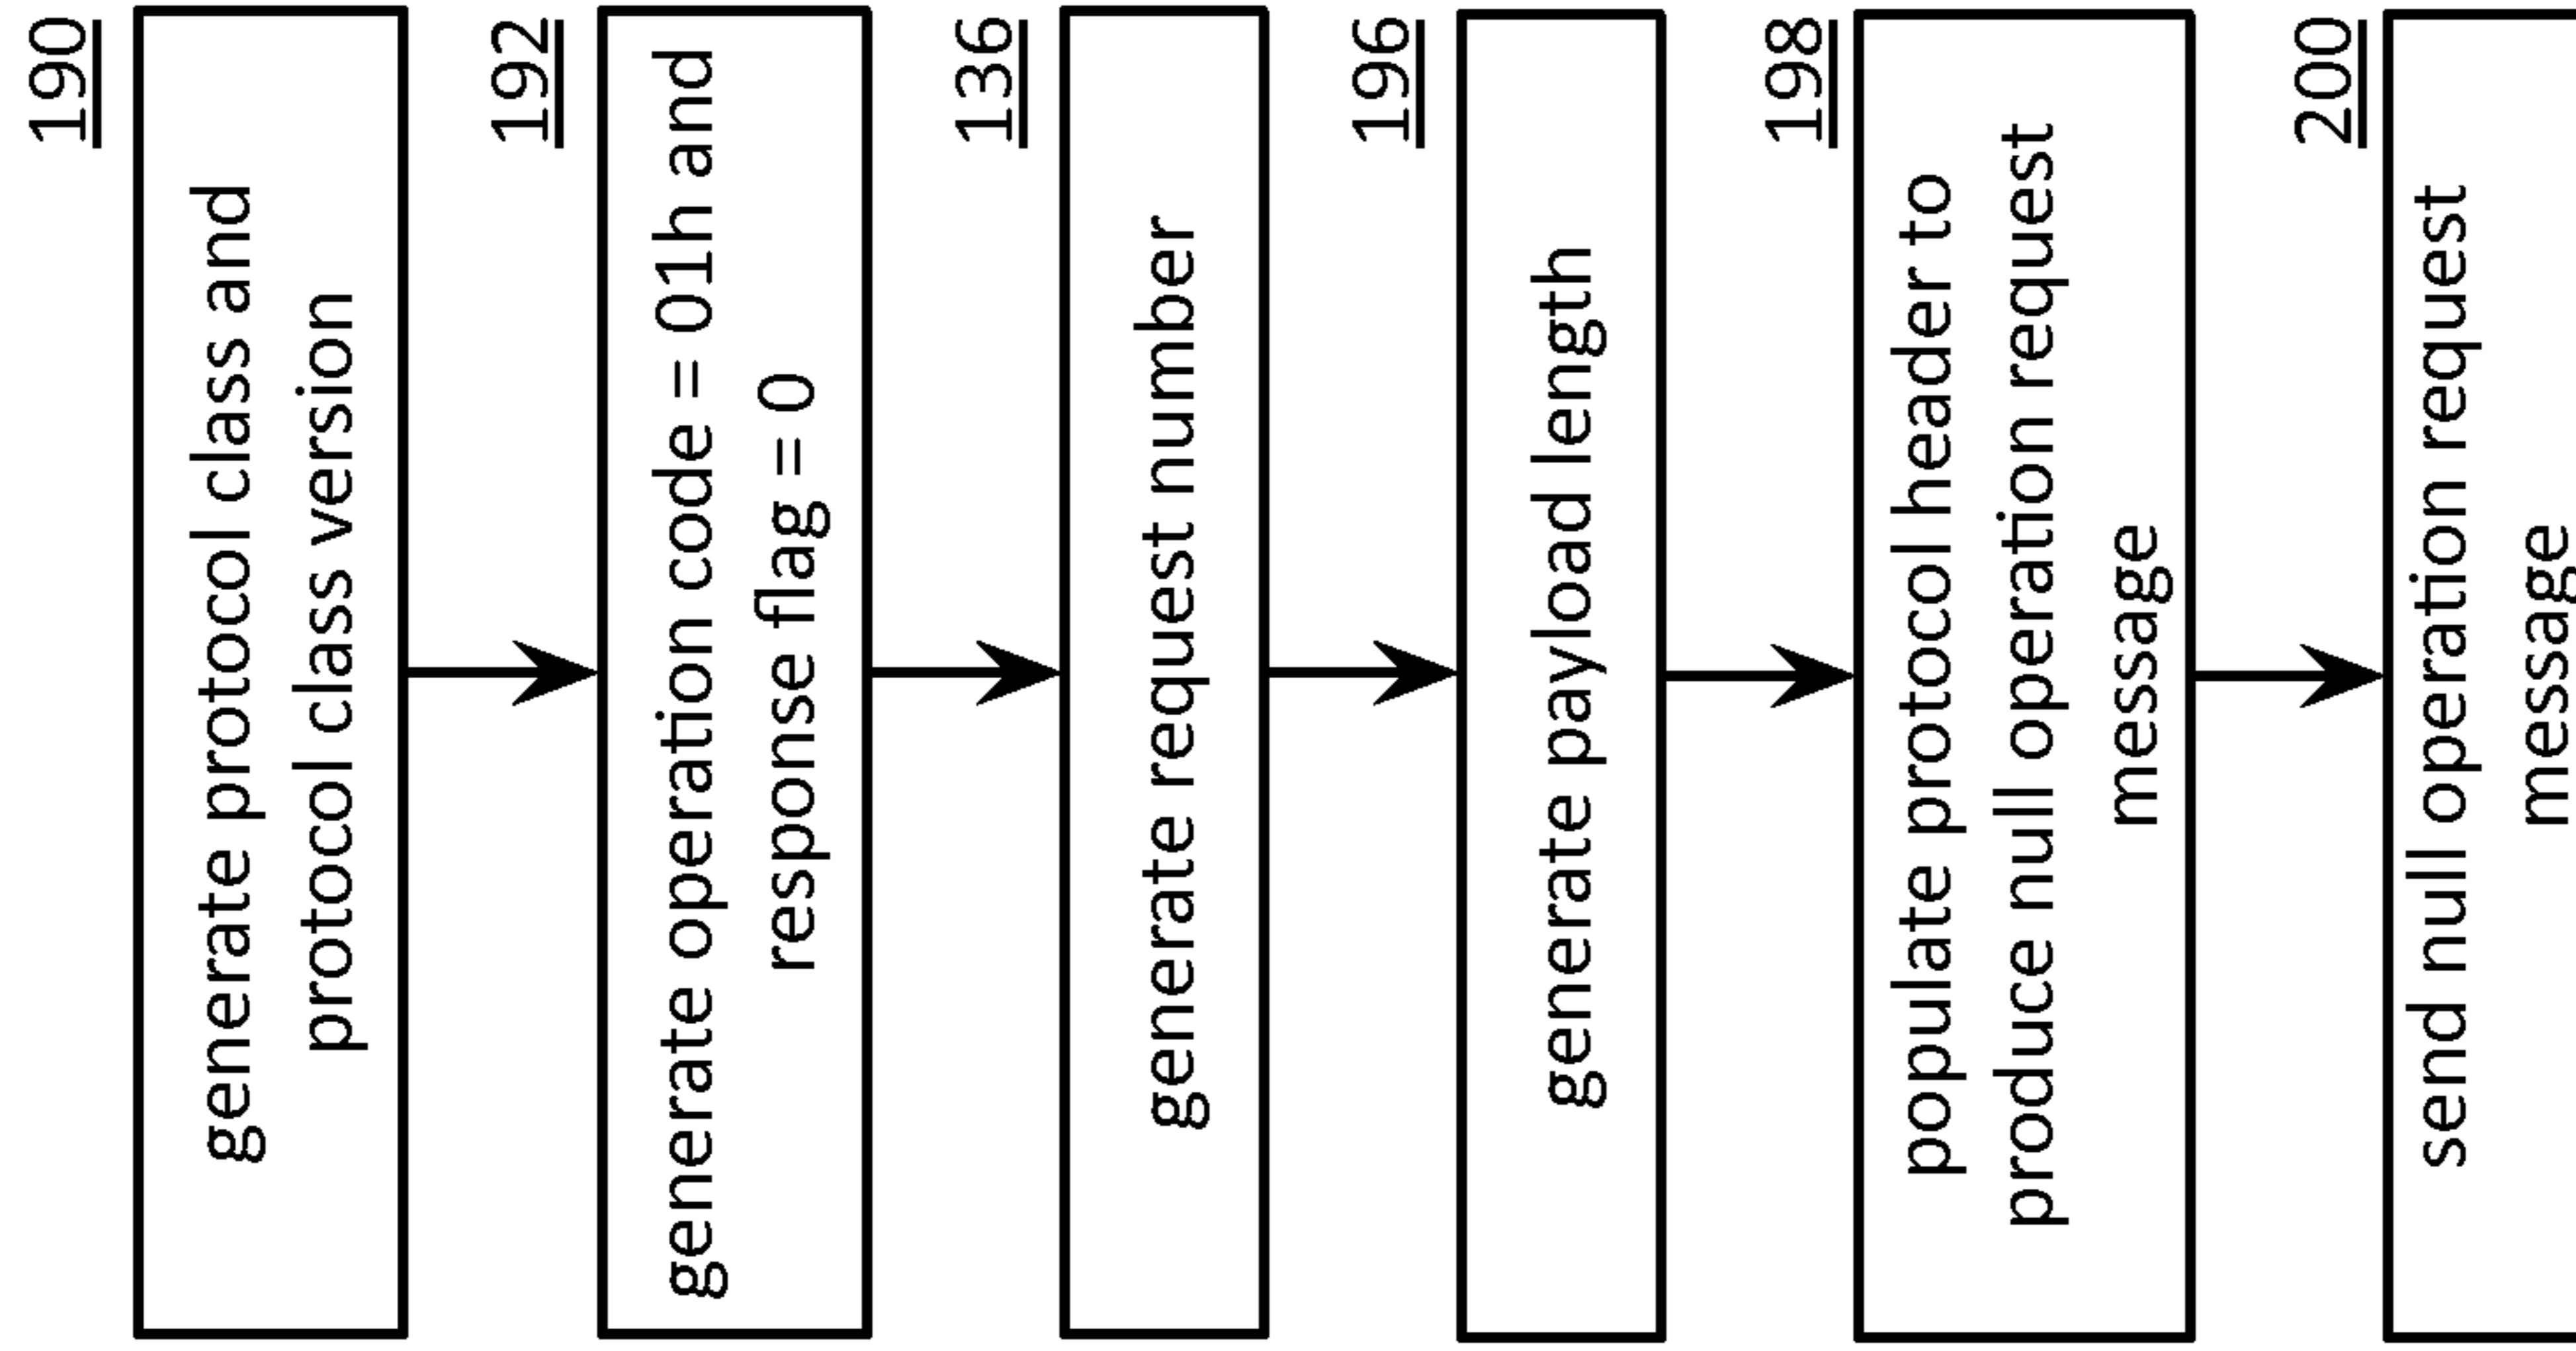 190
generate protocol class and
protocol class version
192
generate operation code = 01h and
response flag = 0
136
generate request number
196
generate payload length
198
populate protocol header to
produce null operation request
message
200
send null operation request
message